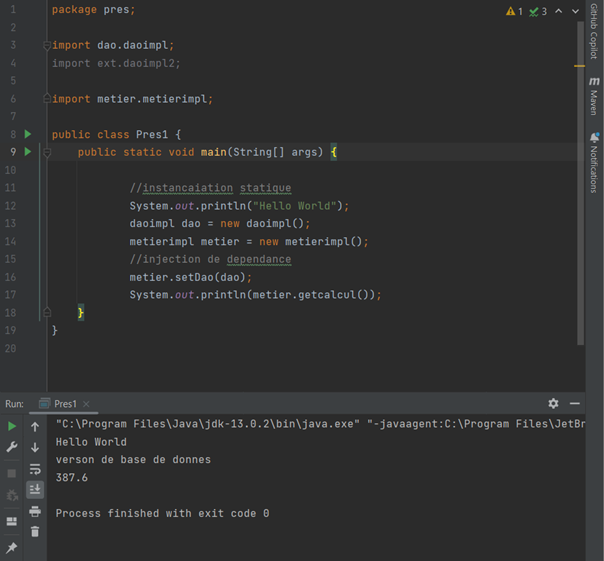 1 package pres;
2
3 import dao.daoimpl;
4 import ext.daoimpl2;
5
6 import metier.metierimpl;
7
8 public class Pres1 {
9 public static void main(String[] args) {
10
11 //instancaiation statique
12 System.out.println("Hello World");
13 daoimpl dao = new daoimpl();
14 metierimpl metier = new metierimpl();
15 //injection de dependance
16 metier.setDao(dao);
17 System.out.println(metier.getcalcul());
18 }
19 }
20
1 3
GitHub Copilot
m Maven
Notifications
Run: Pres1
"C:\Program Files\Java\jdk-13.0.2\bin\java.exe" "-javaagent:C:\Program Files\JetBr
Hello World
verson de base de donnes
387.6
Process finished with exit code 0